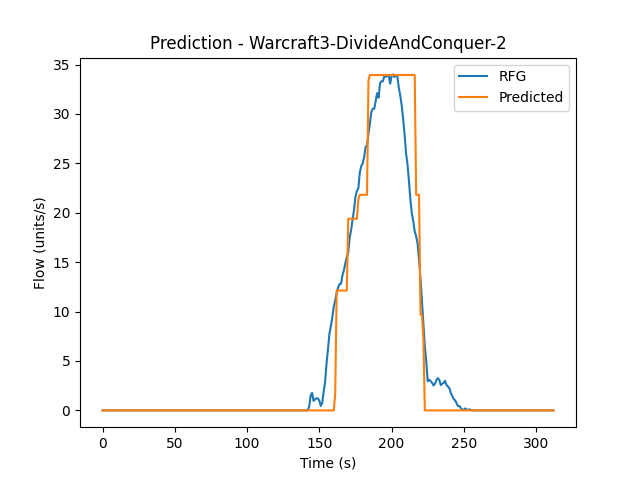 Prediction - Warcraft3-DivideAndConquer-2
RFG
Predicted
Flow (units/s)
35
30
25
20
15
10
5
0
0 50 100 150 200 250 300
Time (s)